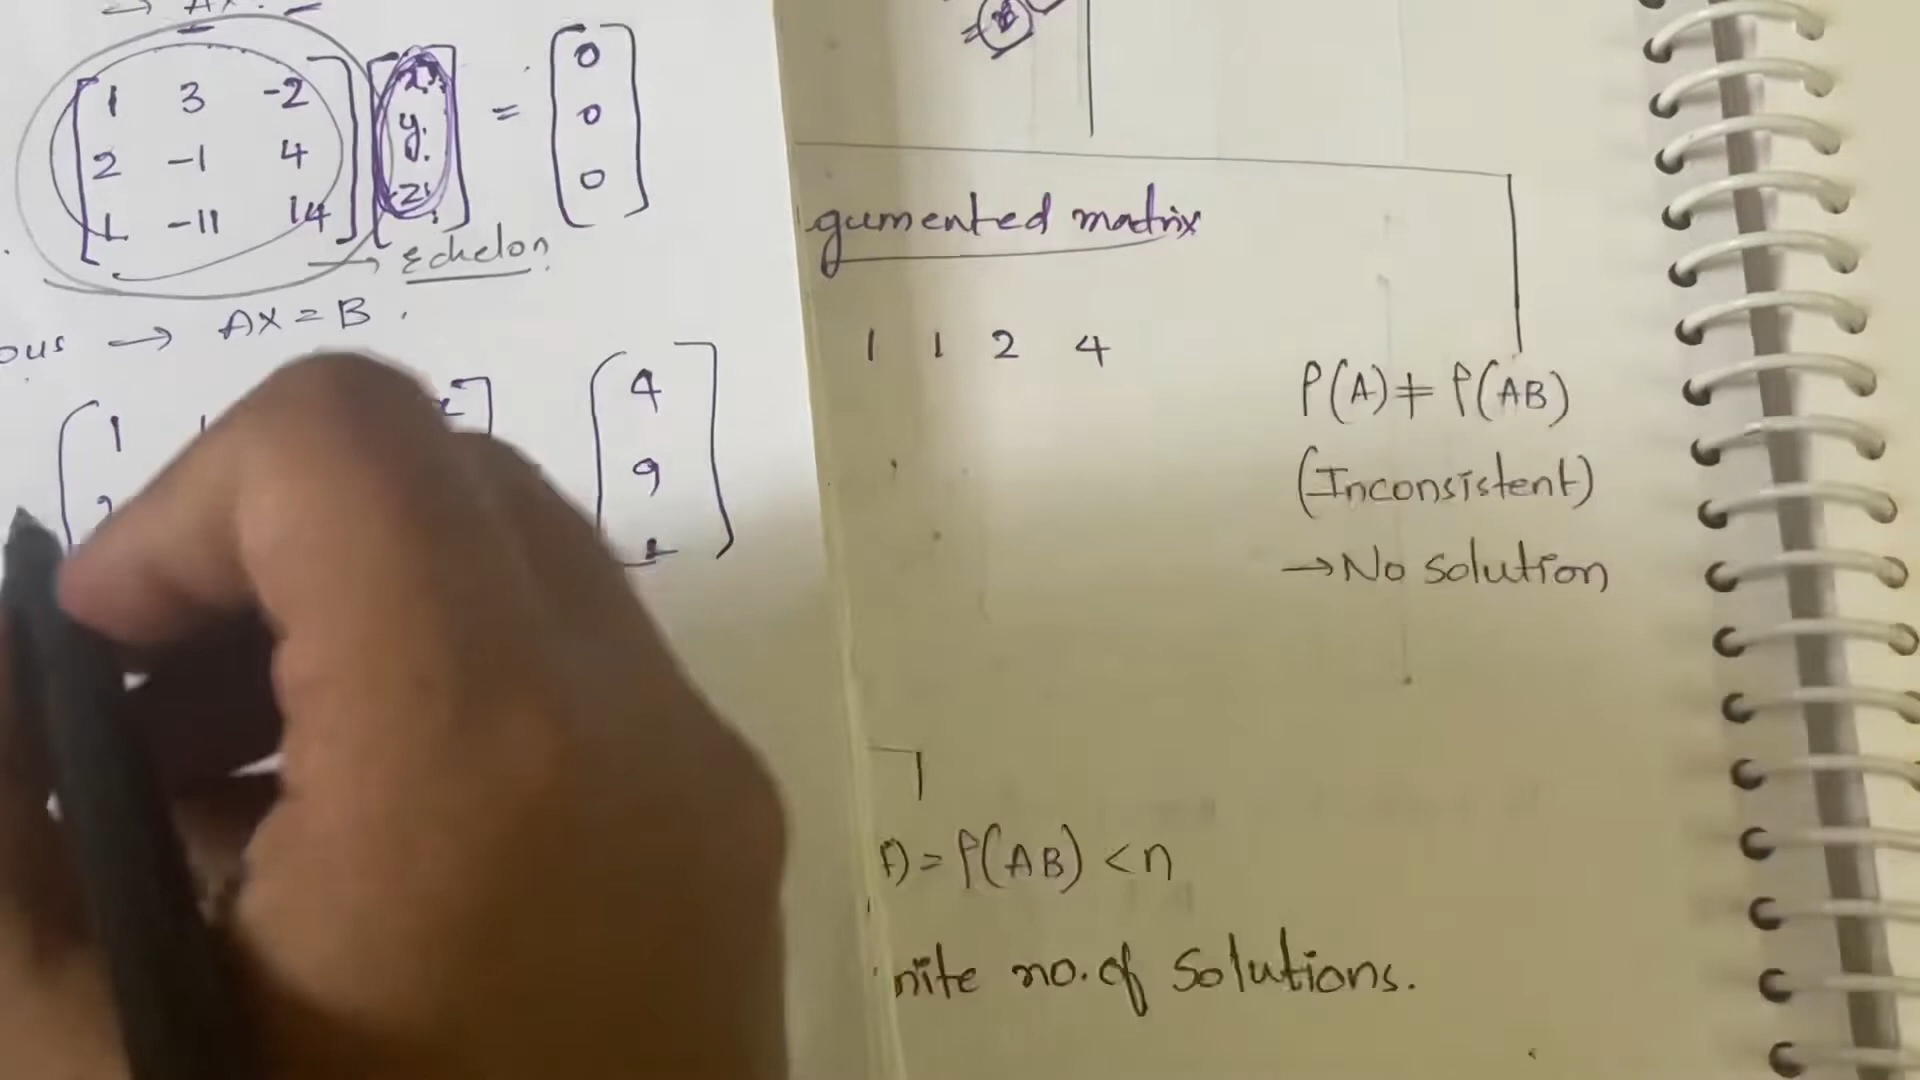 1 3 -2 x y z = 0
2 -1 4 0
1 -11 14 0
→ Echelon
ous → AX = B .
1 4
9
gumented matrix
1 1 2 4
ρ(A) ≠ ρ(AB)
(Inconsistent)
→ No solution
) = ρ(AB) < n
nite no. of Solutions.